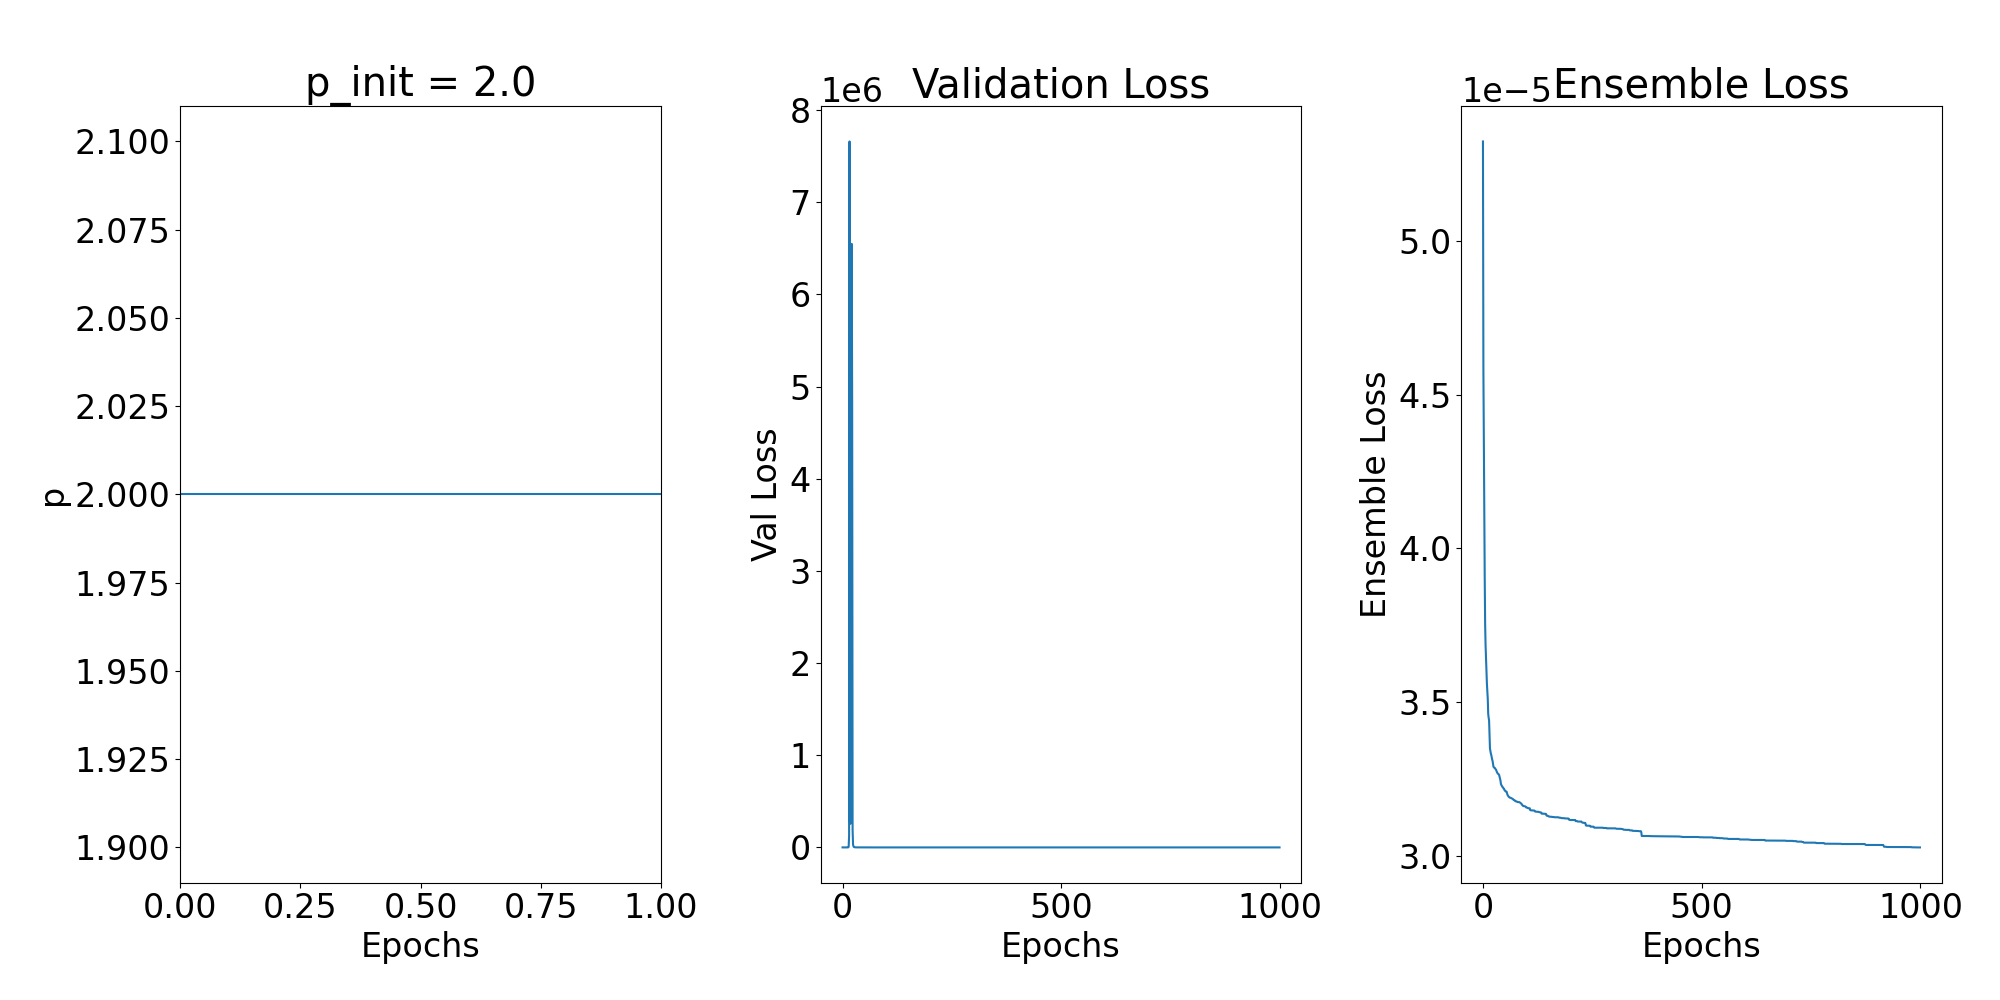 p_init = 2.0
2.100
2.075
2.050
2.025
2.000
1.975
1.950
1.925
1.900
p
0.00 0.25 0.50 0.75 1.00
Epochs
1e6 Validation Loss
8
7
6
5
4
3
2
1
0
Val Loss
0 500 1000
Epochs
1e−5 Ensemble Loss
5.0
4.5
4.0
3.5
3.0
Ensemble Loss
0 500 1000
Epochs